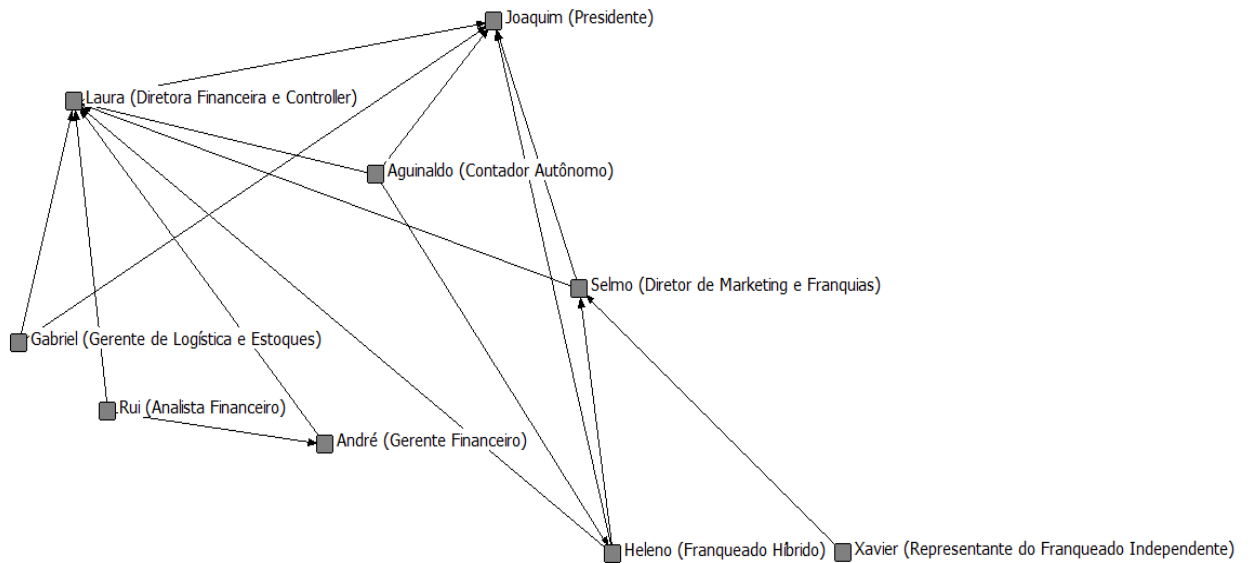 Joaquim (Presidente)
Laura (Diretora Financeira e Controller)
Aguinaldo (Contador Autônomo)
Selmo (Diretor de Marketing e Franquias)
Gabriel (Gerente de Logística e Estoques)
Rui (Analista Financeiro)
André (Gerente Financeiro)
Heleno (Franqueado Híbrido)
Xavier (Representante do Franqueado Independente)